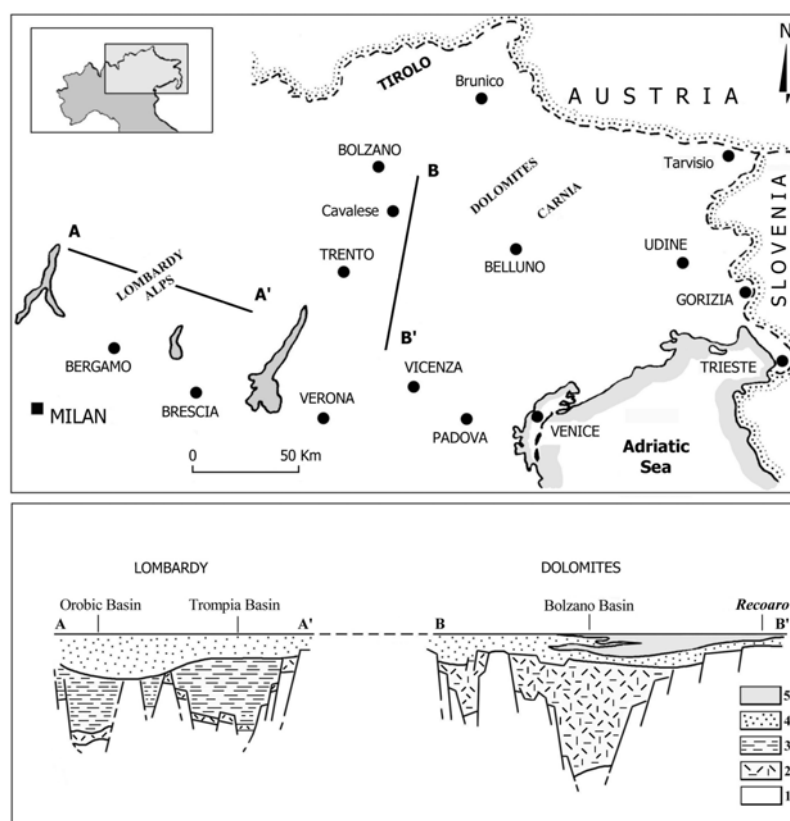 N
TIROLO
Brunico
AUSTRIA
BOLZANO
Tarvisio
B
DOLOMITES
SLOVENIA
Cavalese
CARNIA
A
TRENTO
LOMBARDY
ALPS
BELLUNO
UDINE
A'
GORIZIA
B'
BERGAMO
VICENZA
TRIESTE
BRESCIA
VERONA
MILAN
PADOVA
VENICE
Adriatic
Sea
0 50 Km
LOMBARDY
DOLOMITES
Orobic Basin
Trompia Basin
Bolzano Basin
Recoaro
A
A'
B
B'
5
4
3
2
1